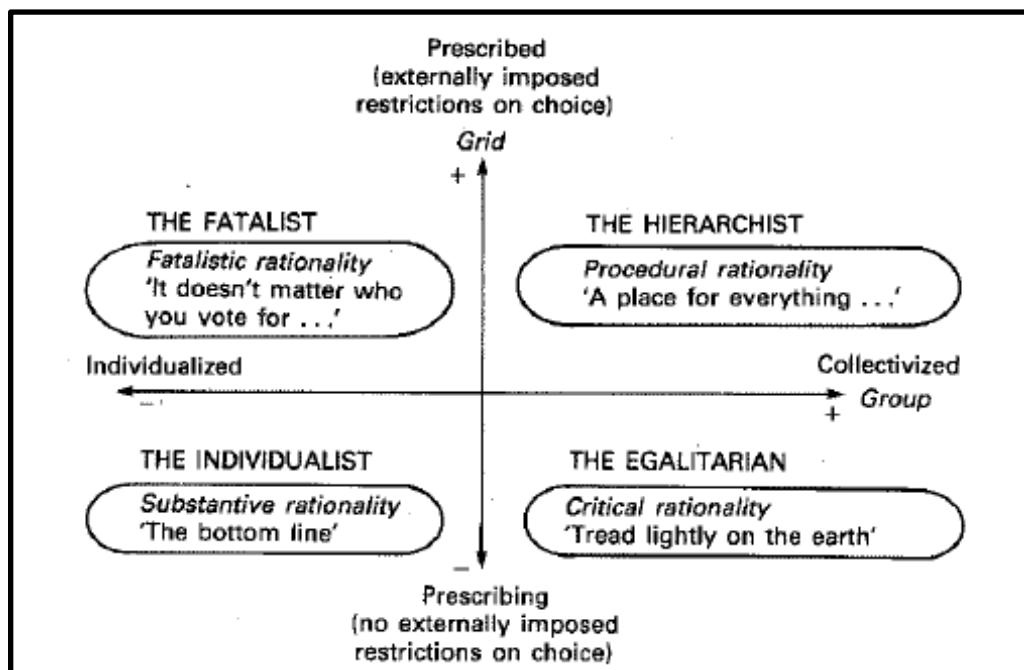 Prescribed
(externally imposed
restrictions on choice)
Grid
+
THE FATALIST
Fatalistic rationality
'It doesn't matter who
you vote for ...'
THE HIERARCHIST
Procedural rationality
'A place for everything ...'
Individualized
−
Collectivized
+ Group
THE INDIVIDUALIST
Substantive rationality
'The bottom line'
THE EGALITARIAN
Critical rationality
'Tread lightly on the earth'
−
Prescribing
(no externally imposed
restrictions on choice)